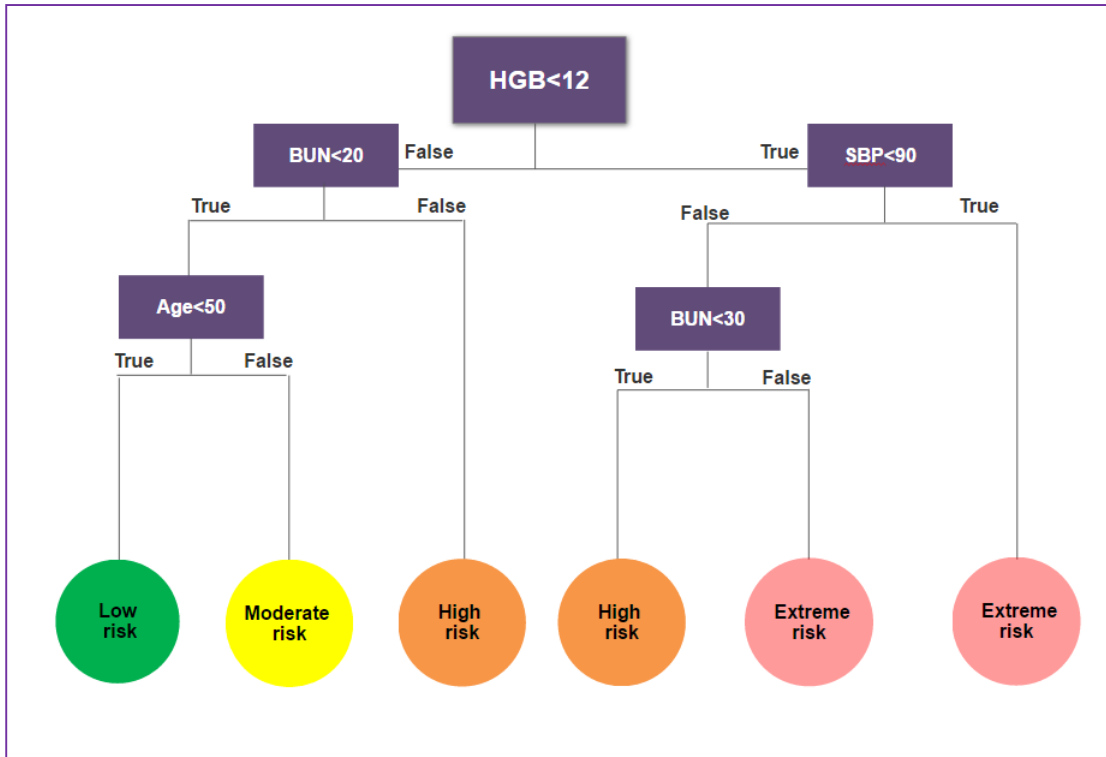 HGB<12
BUN<20
False
True
SBP<90
True
False
False
True
Age<50
BUN<30
True
False
True
False
Low
risk
Moderate
risk
High
risk
High
risk
Extreme
risk
Extreme
risk